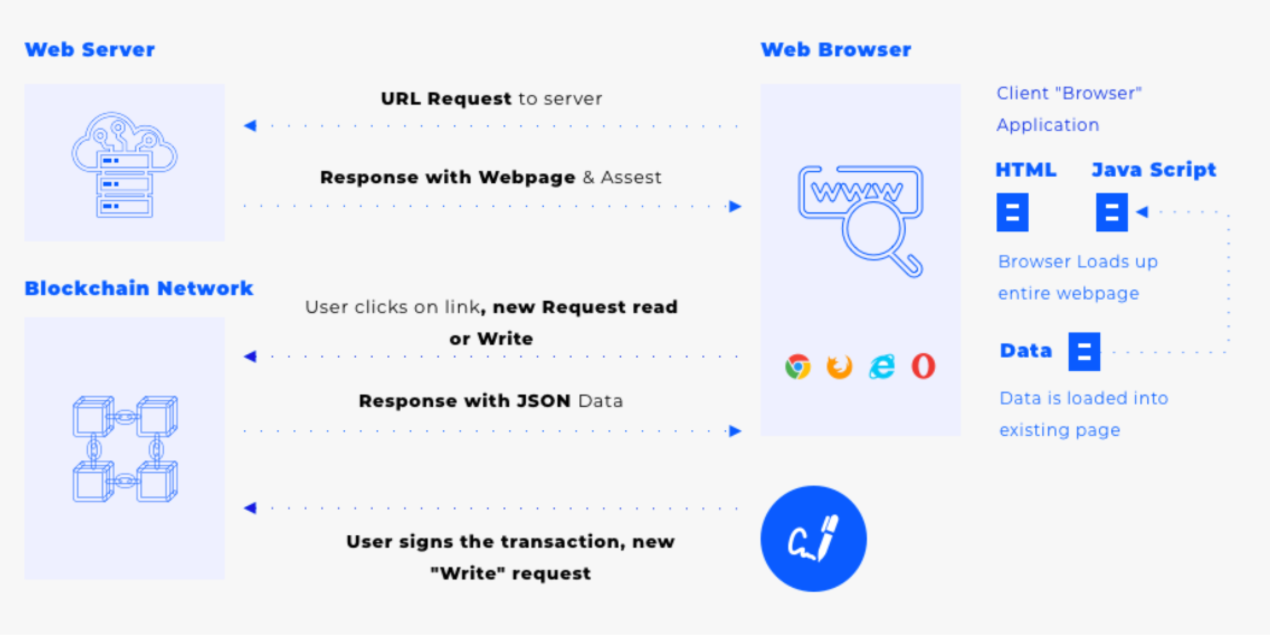 Web Server
Web Browser
URL Request to server
Response with Webpage & Assest
Client "Browser"
Application
HTML
Java Script
www
Browser Loads up
entire webpage
Blockchain Network
User clicks on link, new Request read
or Write
Response with JSON Data
Data
Data is loaded into
existing page
User signs the transaction, new
"Write" request